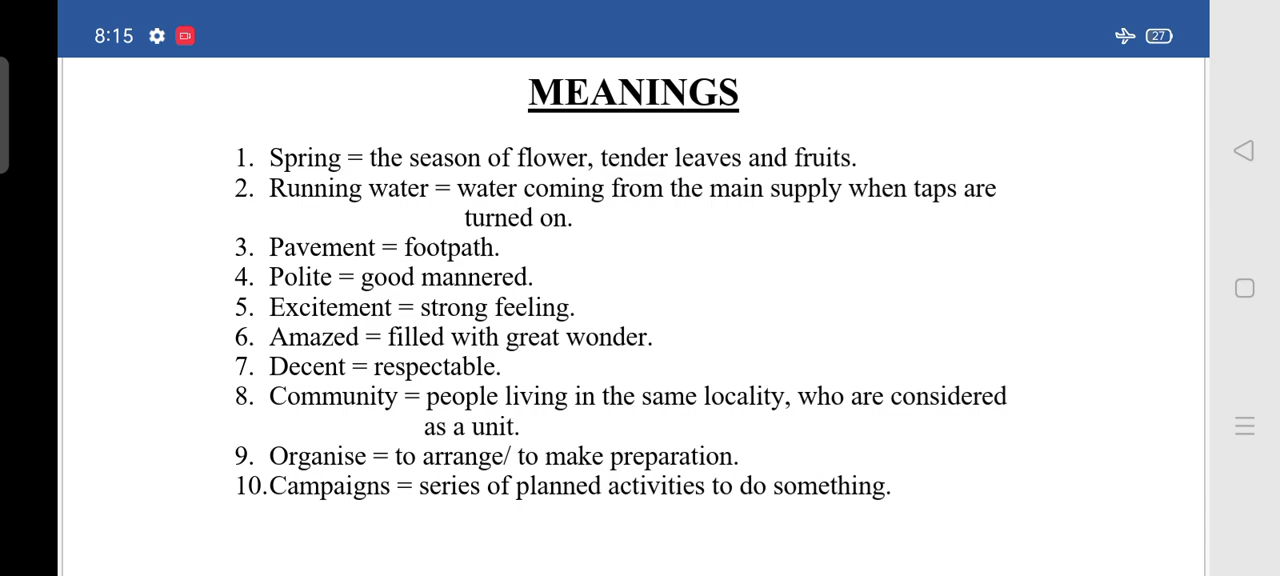 8:15
27
MEANINGS
1. Spring = the season of flower, tender leaves and fruits.
2. Running water = water coming from the main supply when taps are
turned on.
3. Pavement = footpath.
4. Polite = good mannered.
5. Excitement = strong feeling.
6. Amazed = filled with great wonder.
7. Decent = respectable.
8. Community = people living in the same locality, who are considered
as a unit.
9. Organise = to arrange/ to make preparation.
10.Campaigns = series of planned activities to do something.